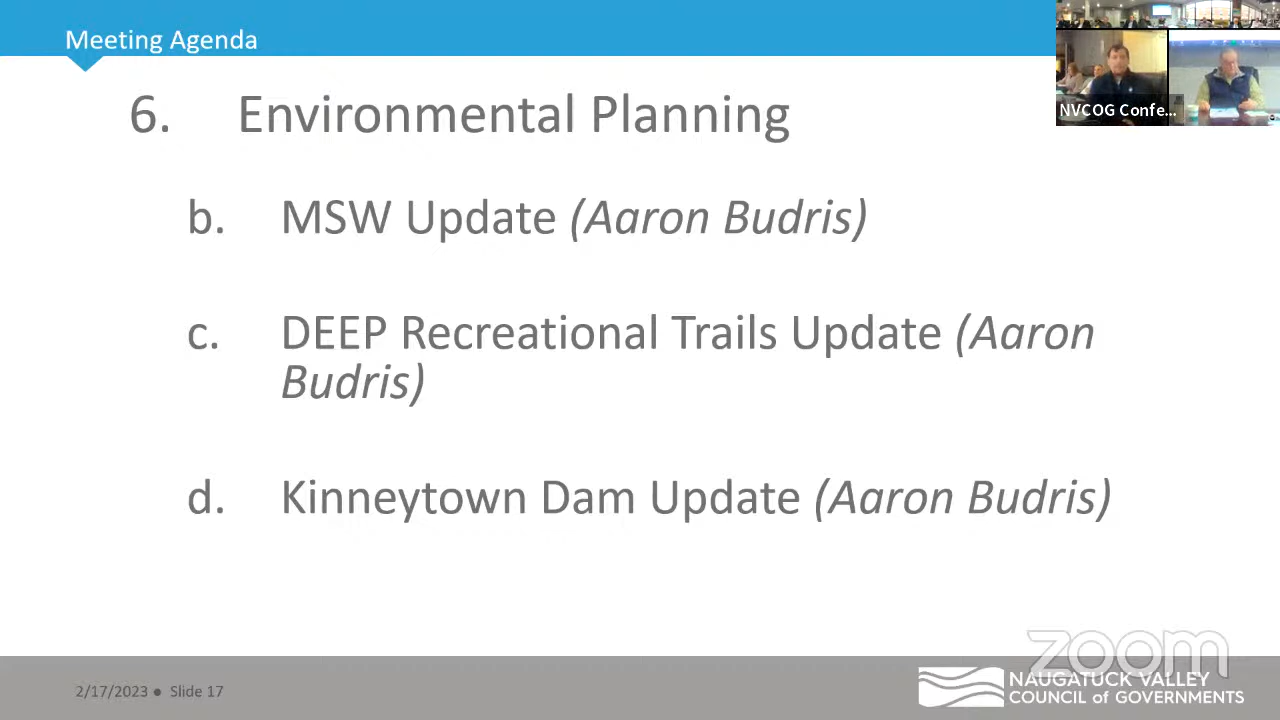 Meeting Agenda
NVCOG Confe...
6. Environmental Planning
b. MSW Update (Aaron Budris)
c. DEEP Recreational Trails Update (Aaron
Budris)
d. Kinneytown Dam Update (Aaron Budris)
zoom
2/17/2023 ● Slide 17
NAUGATUCK VALLEY
COUNCIL of GOVERNMENTS